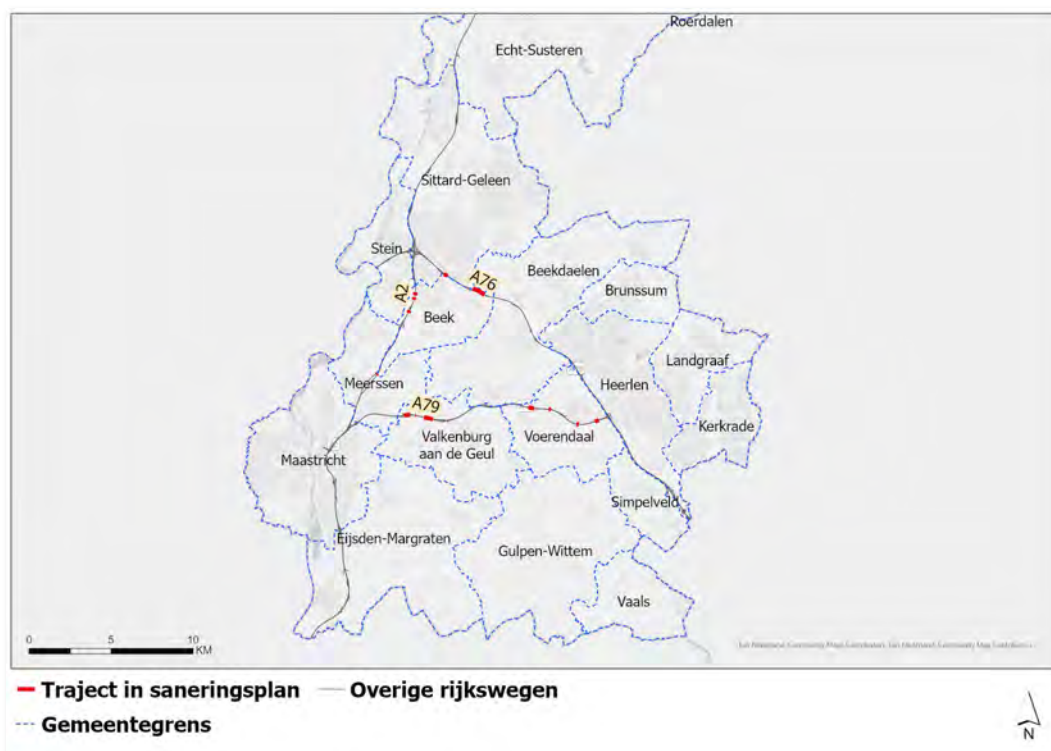 Roerdalen
Echt-Susteren
Sittard-Geleen
Stein
Beekdaelen
A76
Brunssum
A2
Beek
Landgraaf
Meerssen
Heerlen
A79
Kerkrade
Valkenburg
aan de Geul
Voerendaal
Maastricht
Simpelveld
Eijsden-Margraten
Gulpen-Wittem
Vaals
0 5 10
KM
Traject in saneringsplan Overige rijkswegen
Gemeentegrens
N